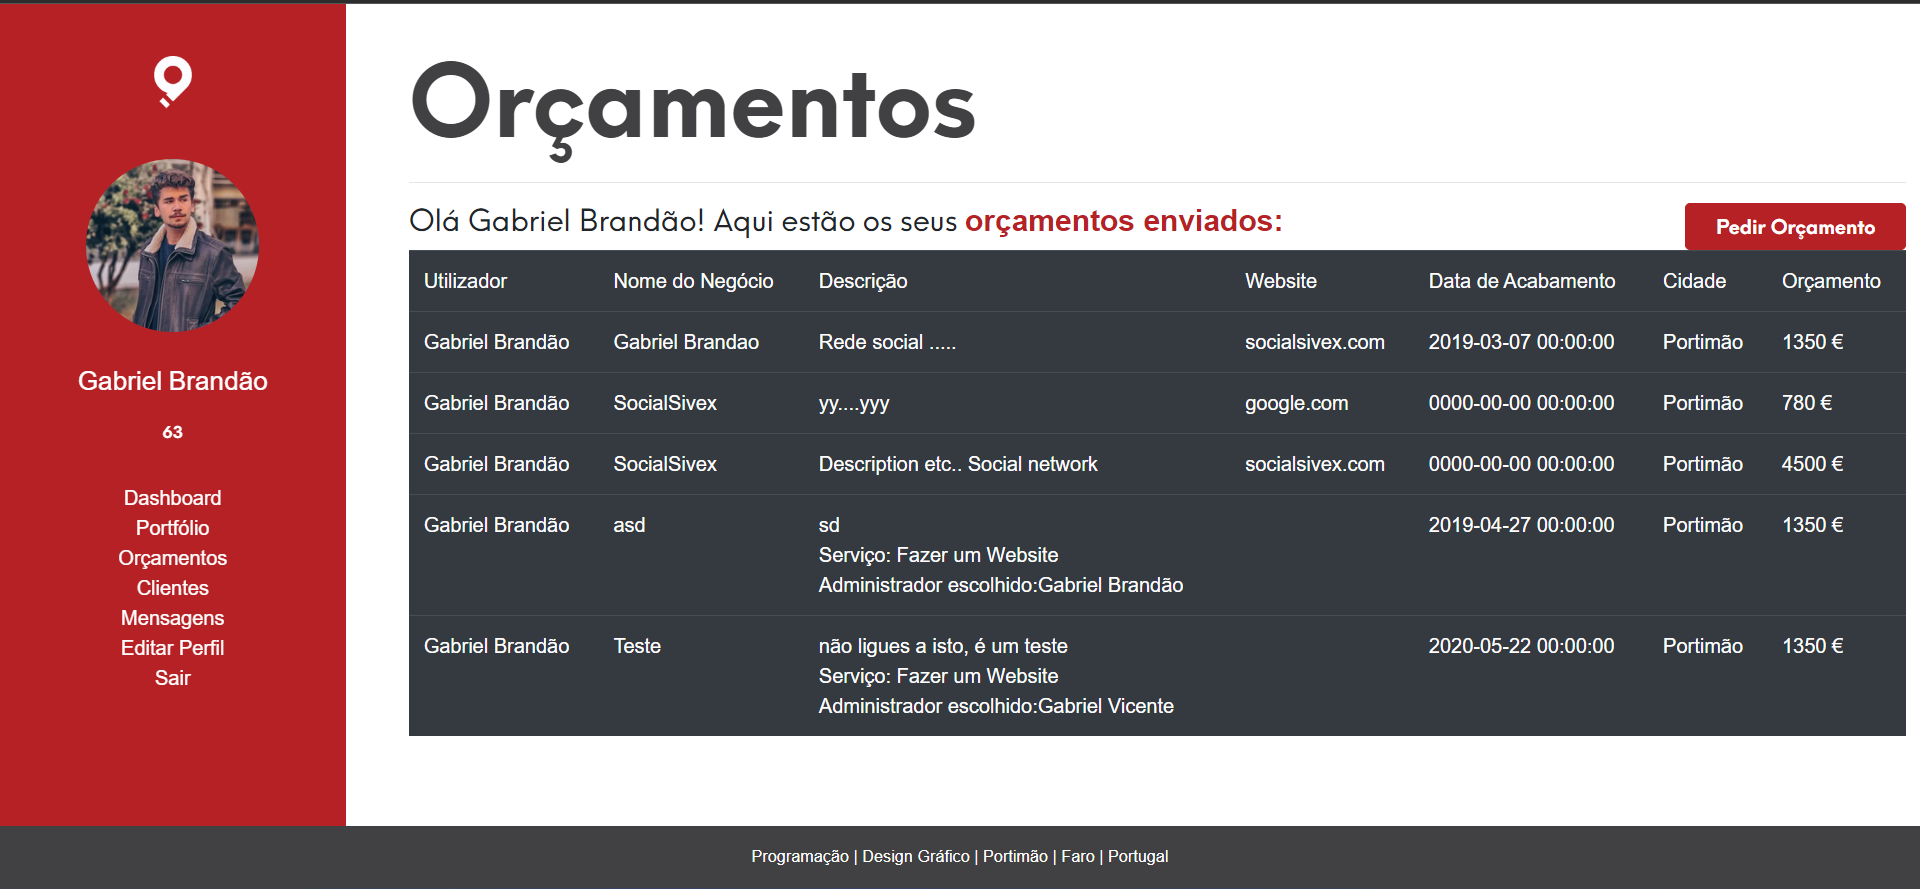 Gabriel Brandão
63
Dashboard
Portfólio
Orçamentos
Clientes
Mensagens
Editar Perfil
Sair
Orçamentos
Olá Gabriel Brandão! Aqui estão os seus orçamentos enviados:
Pedir Orçamento
Utilizador Nome do Negócio Descrição Website Data de Acabamento Cidade Orçamento
Gabriel Brandão Gabriel Brandao Rede social ..... socialsivex.com 2019-03-07 00:00:00 Portimão 1350 €
Gabriel Brandão SocialSivex yy....yyy google.com 0000-00-00 00:00:00 Portimão 780 €
Gabriel Brandão SocialSivex Description etc.. Social network socialsivex.com 0000-00-00 00:00:00 Portimão 4500 €
Gabriel Brandão asd sd 2019-04-27 00:00:00 Portimão 1350 €
Serviço: Fazer um Website
Administrador escolhido:Gabriel Brandão
Gabriel Brandão Teste não ligues a isto, é um teste 2020-05-22 00:00:00 Portimão 1350 €
Serviço: Fazer um Website
Administrador escolhido:Gabriel Vicente
Programação | Design Gráfico | Portimão | Faro | Portugal